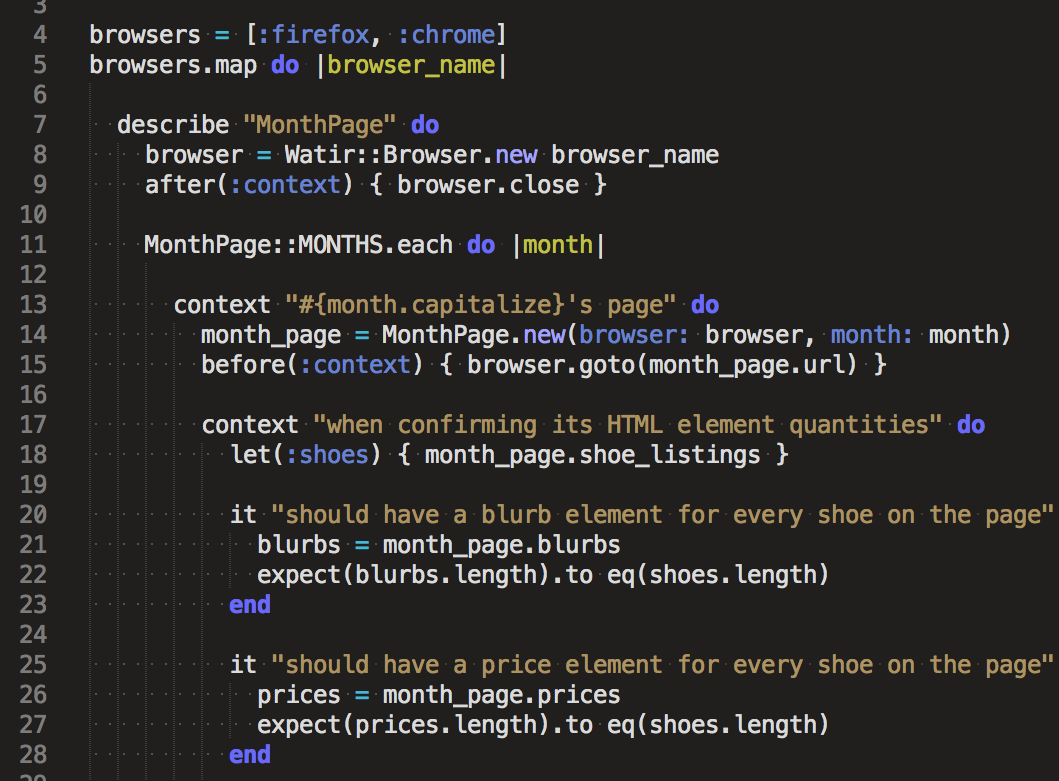 3
4 browsers = [:firefox, :chrome]
5 browsers.map do |browser_name|
6
7 describe "MonthPage" do
8 browser = Watir::Browser.new browser_name
9 after(:context) { browser.close }
10
11 MonthPage::MONTHS.each do |month|
12
13 context "#{month.capitalize}'s page" do
14 month_page = MonthPage.new(browser: browser, month: month)
15 before(:context) { browser.goto(month_page.url) }
16
17 context "when confirming its HTML element quantities" do
18 let(:shoes) { month_page.shoe_listings }
19
20 it "should have a blurb element for every shoe on the page"
21 blurbs = month_page.blurbs
22 expect(blurbs.length).to eq(shoes.length)
23 end
24
25 it "should have a price element for every shoe on the page"
26 prices = month_page.prices
27 expect(prices.length).to eq(shoes.length)
28 end
29